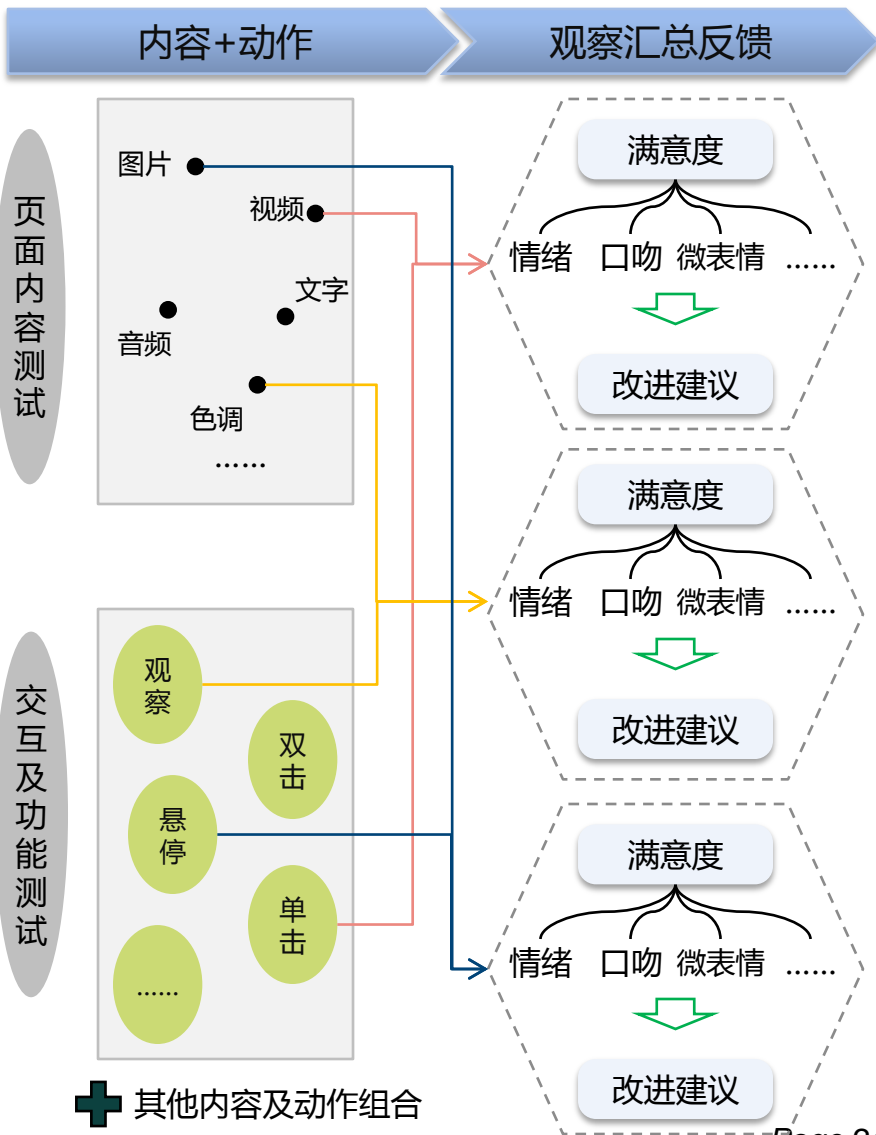 内容+动作
观察汇总反馈
页面内容测试
图片
视频
文字
音频
色调
……
满意度
情绪 口吻 微表情 ……
改进建议
满意度
情绪 口吻 微表情 ……
改进建议
交互及功能测试
观察
双击
悬停
单击
……
满意度
情绪 口吻 微表情 ……
改进建议
其他内容及动作组合